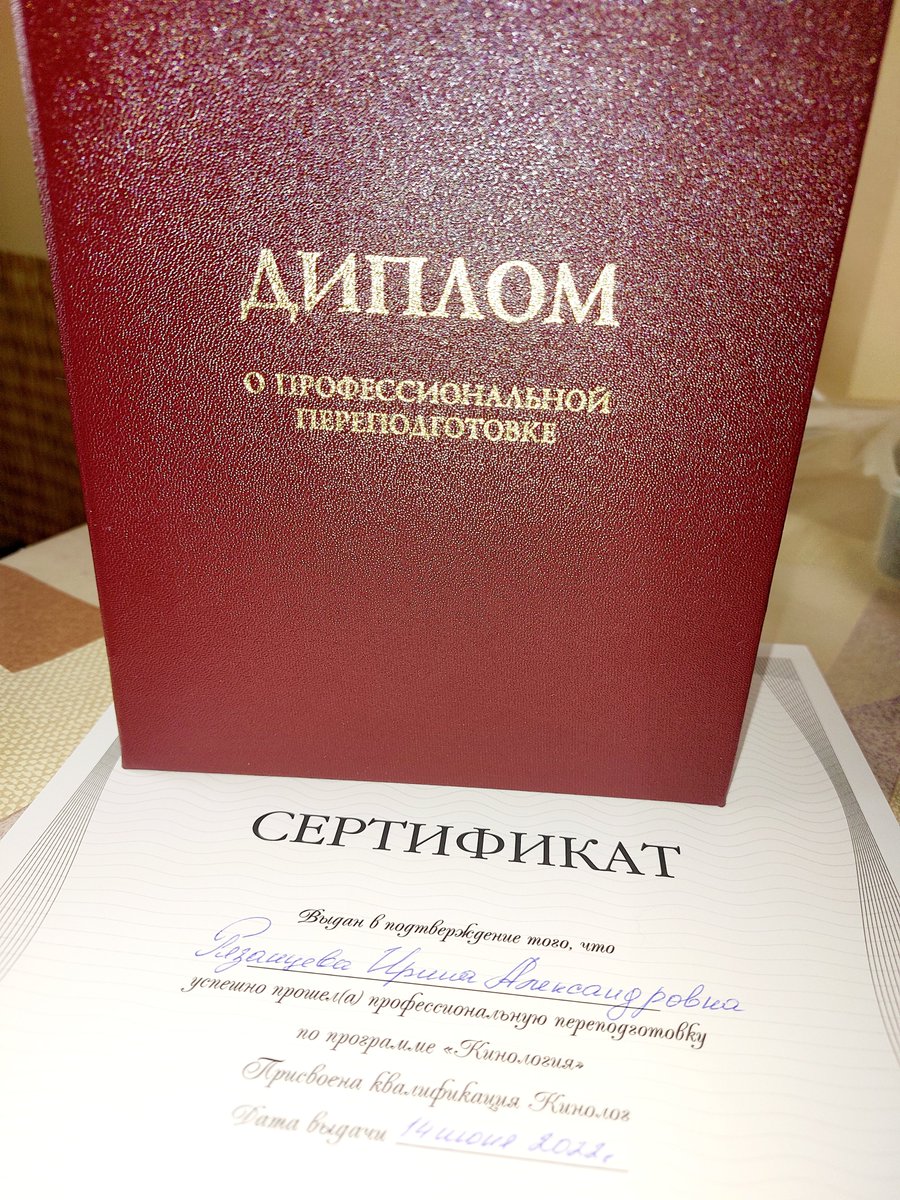 ДИПЛОМ
О ПРОФЕССИОНАЛЬНОЙ
ПЕРЕПОДГОТОВКЕ
СЕРТИФИКАТ
Выдан в подтверждение того, что
Рязанцева Ирина Александровна
успешно прошел(а) профессиональную переподготовку
по программе «Кинология»
Присвоена квалификация Кинолог
Дата выдачи 14 июня 2022г.